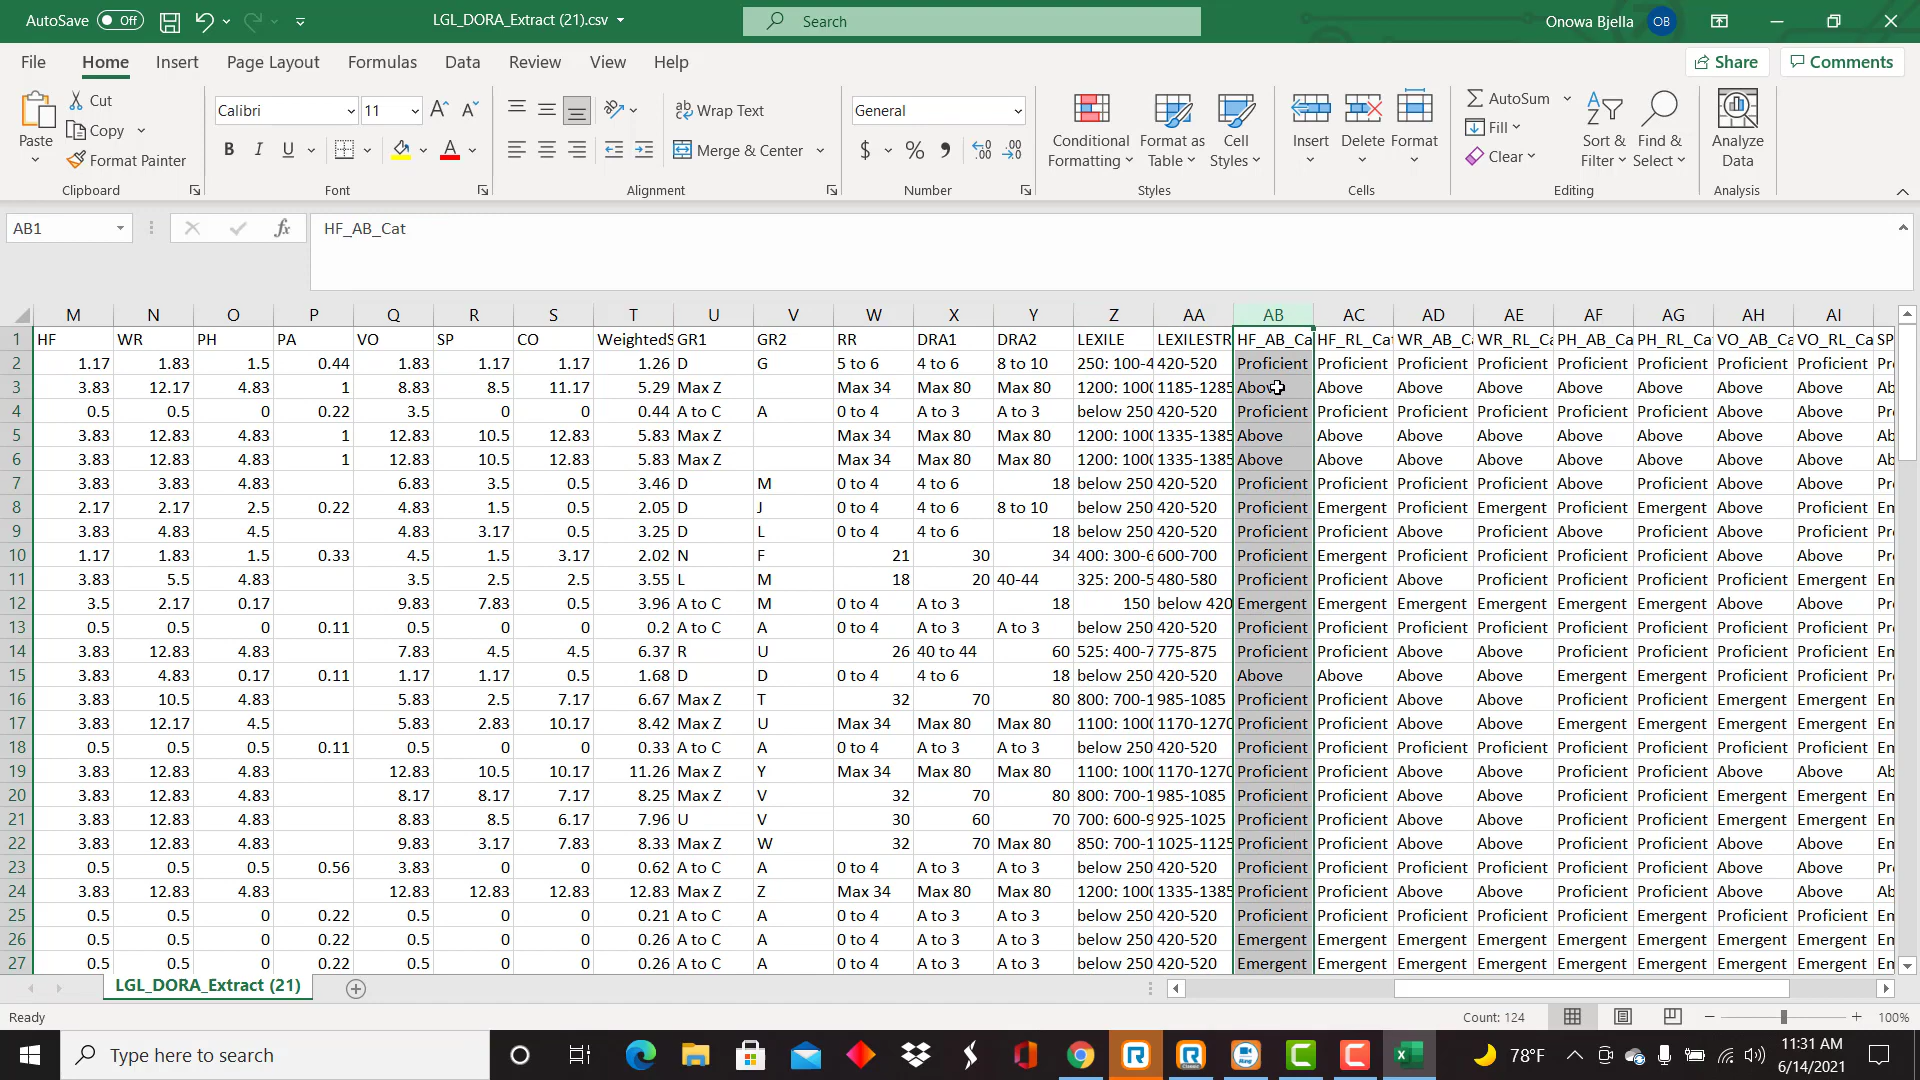 AutoSave Off LGL_DORA_Extract (21).csv Search Onowa Bjella OB
File Home Insert Page Layout Formulas Data Review View Help Share Comments
Paste Cut Copy Format Painter Clipboard
Calibri 11 Font
Wrap Text Merge & Center Alignment
General Number
Conditional Formatting Format as Table Cell Styles Styles
Insert Delete Format Cells
AutoSum Fill Clear Sort & Filter Find & Select Editing
Analyze Data Analysis
AB1 fx HF_AB_Cat
M N O P Q R S T U V W X Y Z AA AB AC AD AE AF AG AH AI
1 HF WR PH PA VO SP CO WeightedS GR1 GR2 RR DRA1 DRA2 LEXILE LEXILESTR HF_AB_Ca HF_RL_Cat WR_AB_C WR_RL_C PH_AB_Ca PH_RL_Ca VO_AB_Ca VO_RL_Ca SP
2 1.17 1.83 1.5 0.44 1.83 1.17 1.17 1.26 D G 5 to 6 4 to 6 8 to 10 250: 100-4 420-520 Proficient Proficient Proficient Proficient Proficient Proficient Proficient Proficient Pr
3 3.83 12.17 4.83 1 8.83 8.5 11.17 5.29 Max Z Max 34 Max 80 Max 80 1200: 1000 1185-1285 Above Above Above Above Above Above Above Above Ab
4 0.5 0.5 0 0.22 3.5 0 0 0.44 A to C A 0 to 4 A to 3 A to 3 below 250 420-520 Proficient Proficient Proficient Proficient Proficient Proficient Above Above Pr
5 3.83 12.83 4.83 1 12.83 10.5 12.83 5.83 Max Z Max 34 Max 80 Max 80 1200: 1000 1335-1385 Above Above Above Above Above Above Above Above Ab
6 3.83 12.83 4.83 1 12.83 10.5 12.83 5.83 Max Z Max 34 Max 80 Max 80 1200: 1000 1335-1385 Above Above Above Above Above Above Above Above Ab
7 3.83 3.83 4.83 6.83 3.5 0.5 3.46 D M 0 to 4 4 to 6 18 below 250 420-520 Proficient Proficient Proficient Proficient Above Proficient Above Proficient Pr
8 2.17 2.17 2.5 0.22 4.83 1.5 0.5 2.05 D J 0 to 4 4 to 6 8 to 10 below 250 420-520 Proficient Emergent Proficient Emergent Proficient Emergent Above Proficient Pr
9 3.83 4.83 4.5 4.83 3.17 0.5 3.25 D L 0 to 4 4 to 6 18 below 250 420-520 Proficient Proficient Above Proficient Above Proficient Above Proficient Pr
10 1.17 1.83 1.5 0.33 4.5 1.5 3.17 2.02 N F 21 30 34 400: 300-6 600-700 Proficient Emergent Proficient Proficient Proficient Proficient Above Above Pr
11 3.83 5.5 4.83 3.5 2.5 2.5 3.55 L M 18 20 40-44 325: 200-5 480-580 Proficient Proficient Above Proficient Proficient Proficient Proficient Emergent Em
12 3.5 2.17 0.17 9.83 7.83 0.5 3.96 A to C M 0 to 4 A to 3 18 150 below 420 Emergent Emergent Emergent Emergent Emergent Emergent Above Above Pr
13 0.5 0.5 0 0.11 0.5 0 0 0.2 A to C A 0 to 4 A to 3 A to 3 below 250 420-520 Proficient Proficient Proficient Proficient Proficient Proficient Proficient Proficient Pr
14 3.83 12.83 4.83 7.83 4.5 4.5 6.37 R U 26 40 to 44 60 525: 400-7 775-875 Proficient Proficient Above Above Proficient Proficient Above Proficient Em
15 3.83 4.83 0.17 0.11 1.17 1.17 0.5 1.68 D D 0 to 4 4 to 6 18 below 250 420-520 Above Above Above Above Emergent Emergent Proficient Proficient Pr
16 3.83 10.5 4.83 5.83 2.5 7.17 6.67 Max Z T 32 70 80 800: 700-1 985-1085 Proficient Proficient Above Above Proficient Proficient Emergent Emergent Em
17 3.83 12.17 4.5 5.83 2.83 10.17 8.42 Max Z U Max 34 Max 80 Max 80 1100: 1000 1170-1270 Proficient Proficient Above Above Emergent Emergent Emergent Emergent Em
18 0.5 0.5 0.5 0.11 0.5 0 0 0.33 A to C A 0 to 4 A to 3 A to 3 below 250 420-520 Proficient Proficient Proficient Proficient Proficient Proficient Proficient Proficient Pr
19 3.83 12.83 4.83 12.83 10.5 10.17 11.26 Max Z Y Max 34 Max 80 Max 80 1100: 1000 1170-1270 Proficient Proficient Above Above Proficient Proficient Above Above Ab
20 3.83 12.83 4.83 8.17 8.17 7.17 8.25 Max Z V 32 70 80 800: 700-1 985-1085 Proficient Proficient Above Above Proficient Proficient Emergent Emergent Em
21 3.83 12.83 4.83 8.83 8.5 6.17 7.96 U V 30 60 70 700: 600-9 925-1025 Proficient Proficient Above Above Proficient Proficient Emergent Emergent Em
22 3.83 12.83 4.83 9.83 3.17 7.83 8.33 Max Z W 32 70 Max 80 850: 700-1 1025-1125 Proficient Proficient Above Above Proficient Proficient Proficient Proficient Em
23 0.5 0.5 0.5 0.56 3.83 0 0 0.62 A to C A 0 to 4 A to 3 A to 3 below 250 420-520 Proficient Proficient Proficient Proficient Proficient Proficient Above Above Pr
24 3.83 12.83 4.83 12.83 12.83 12.83 12.83 Max Z Z Max 34 Max 80 Max 80 1200: 1000 1335-1385 Proficient Proficient Above Above Proficient Proficient Above Above Ab
25 0.5 0.5 0 0.22 0.5 0 0 0.21 A to C A 0 to 4 A to 3 A to 3 below 250 420-520 Proficient Proficient Proficient Proficient Proficient Emergent Proficient Proficient Em
26 0.5 0.5 0 0.22 0.5 0 0 0.26 A to C A 0 to 4 A to 3 A to 3 below 250 420-520 Emergent Emergent Emergent Emergent Emergent Emergent Emergent Emergent Em
27 0.5 0.5 0 0.22 0.5 0 0 0.26 A to C A 0 to 4 A to 3 A to 3 below 250 420-520 Emergent Emergent Emergent Emergent Emergent Emergent Emergent Emergent Em
LGL_DORA_Extract (21)
Ready Count: 124 100%
Type here to search 78°F 11:31 AM
6/14/2021